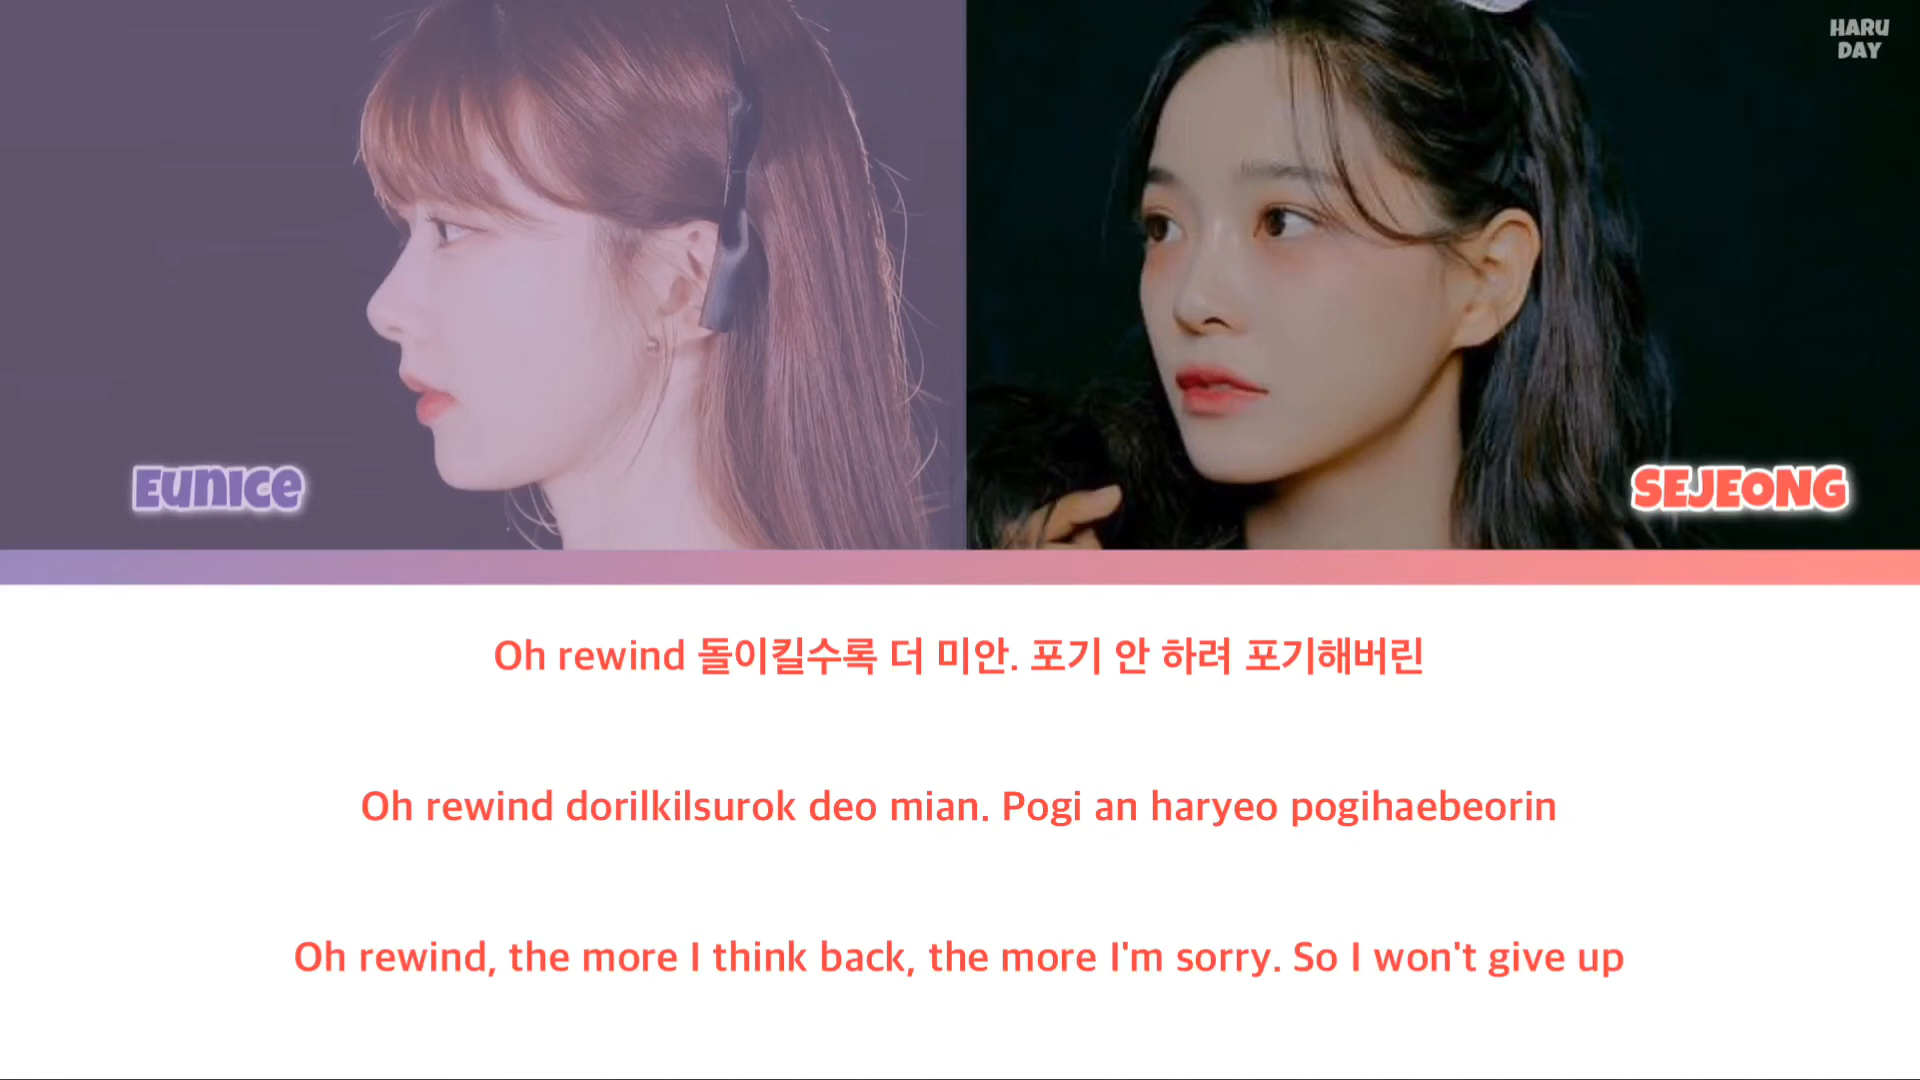 HARU
DAY
EUNICE
SEJEONG
Oh rewind 돌이킬수록 더 미안. 포기 안 하려 포기해버린
Oh rewind dorilkilsurok deo mian. Pogi an haryeo pogihaebeorin
Oh rewind, the more I think back, the more I'm sorry. So I won't give up